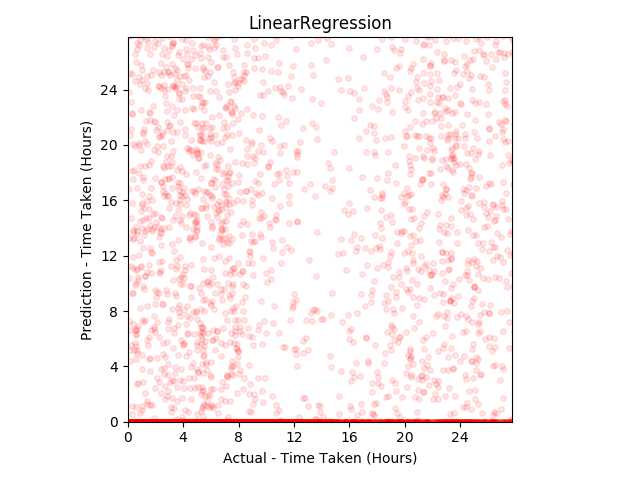 LinearRegression
Prediction - Time Taken (Hours)
24
20
16
12
8
4
0
0 4 8 12 16 20 24
Actual - Time Taken (Hours)